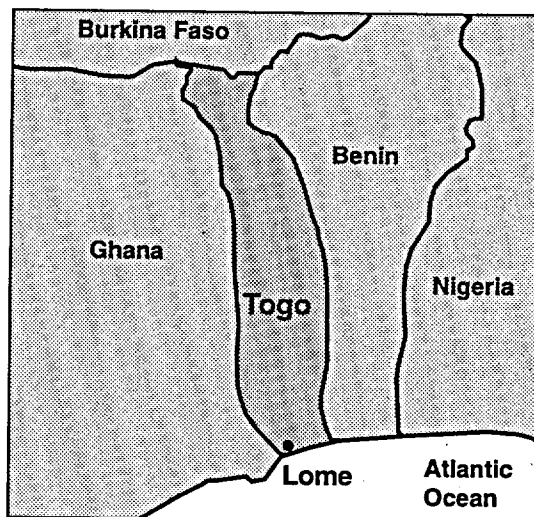 Burkina Faso
Benin
Ghana
Nigeria
Togo
Lome
Atlantic
Ocean